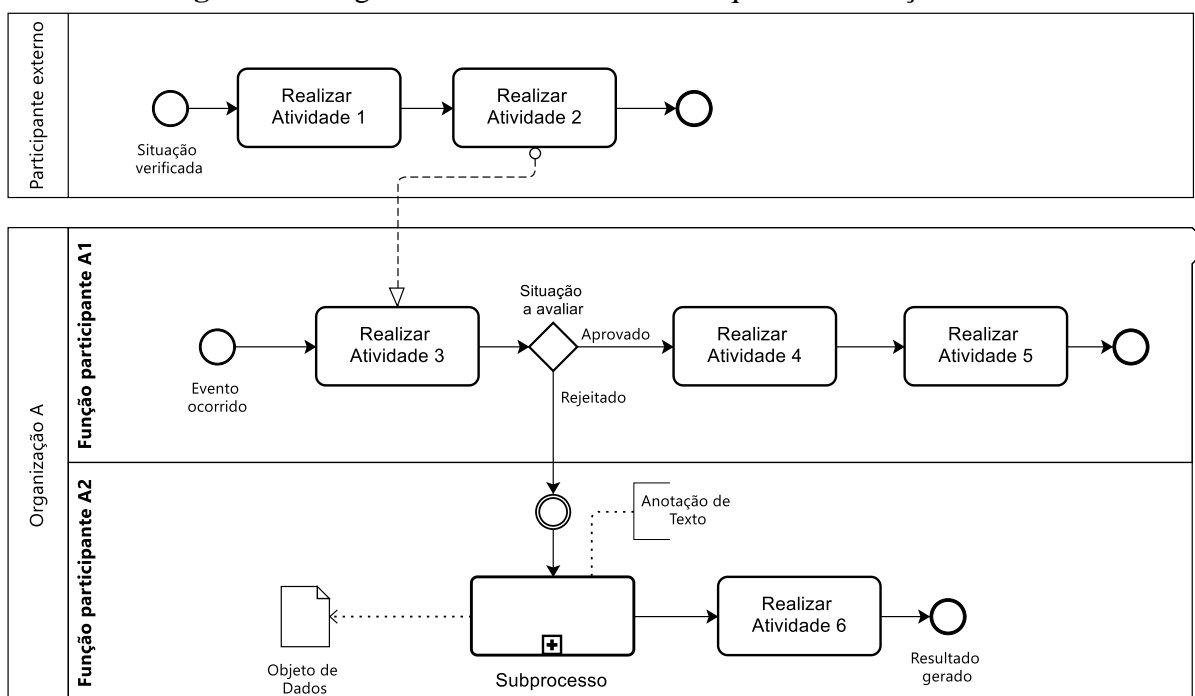 Participante externo
Realizar
Atividade 1
Realizar
Atividade 2
Situação
verificada
Organização A
Função participante A1
Situação
a avaliar
Realizar
Atividade 3
Aprovado
Realizar
Atividade 4
Realizar
Atividade 5
Evento
ocorrido
Rejeitado
Função participante A2
Anotação de
Texto
Realizar
Atividade 6
Objeto de
Dados
Subprocesso
Resultado
gerado